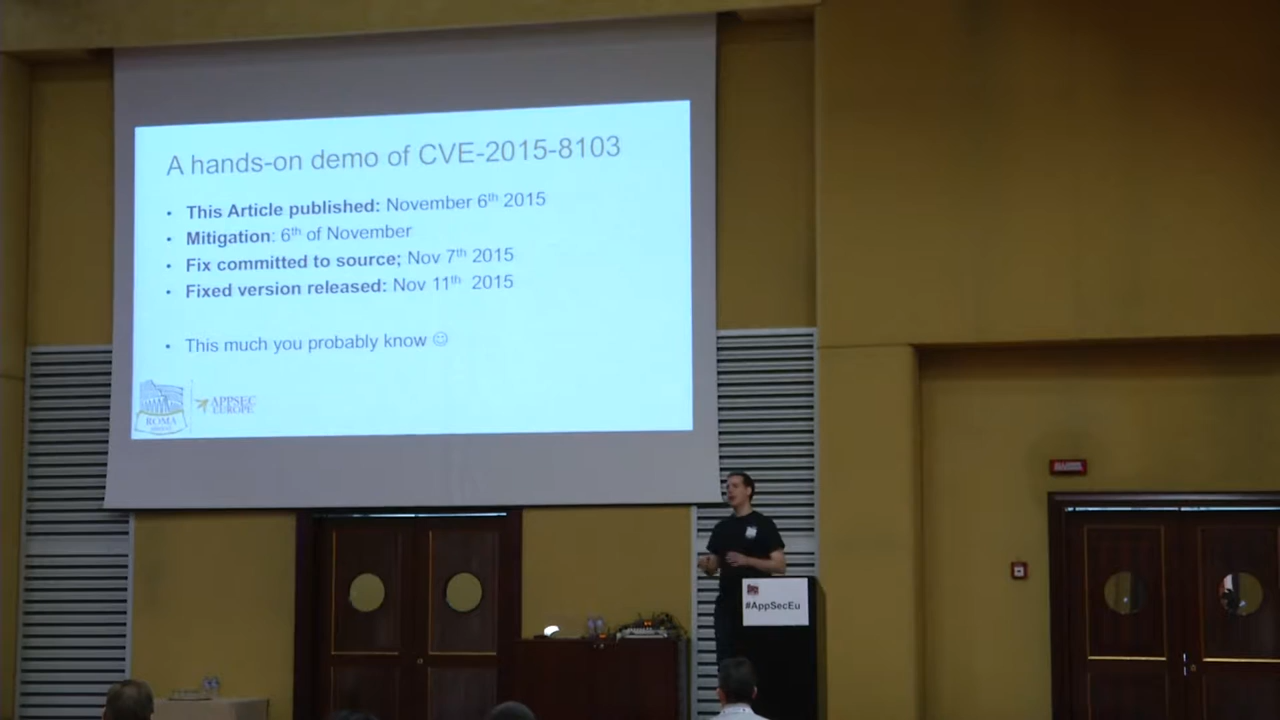 A hands-on demo of CVE-2015-8103
• This Article published: November 6th 2015
• Mitigation: 6th of November
• Fix committed to source; Nov 7th 2015
• Fixed version released: Nov 11th 2015
• This much you probably know ☺
ROMA
APPSEC
EUROPE
#AppSecEu